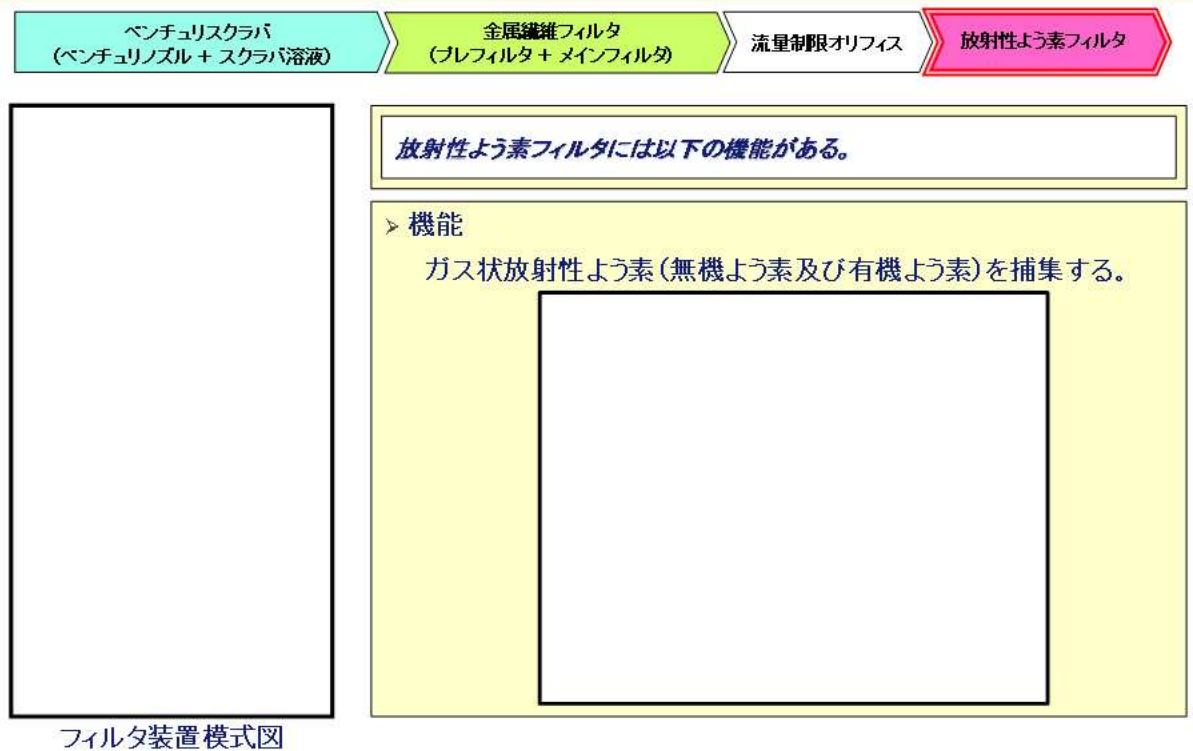 ベンチュリスクラバ
(ベンチュリノズル + スクラバ溶液)
金属繊維フィルタ
(プレフィルタ + メインフィルタ)
流量制限オリフィス
放射性よう素フィルタ
放射性よう素フィルタには以下の機能がある。
➢ 機能
ガス状放射性よう素(無機よう素及び有機よう素)を捕集する。
フィルタ装置模式図